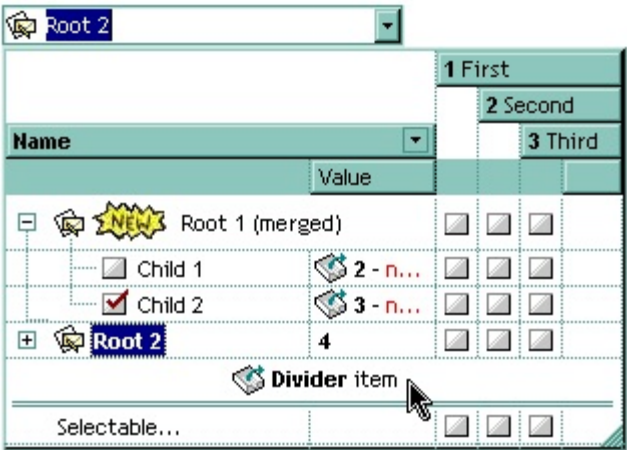 Root 2
1 First
2 Second
Name 3 Third
Value
NEW Root 1 (merged)
Child 1 2 - n...
Child 2 3 - n...
Root 2 4
Divider item
Selectable...